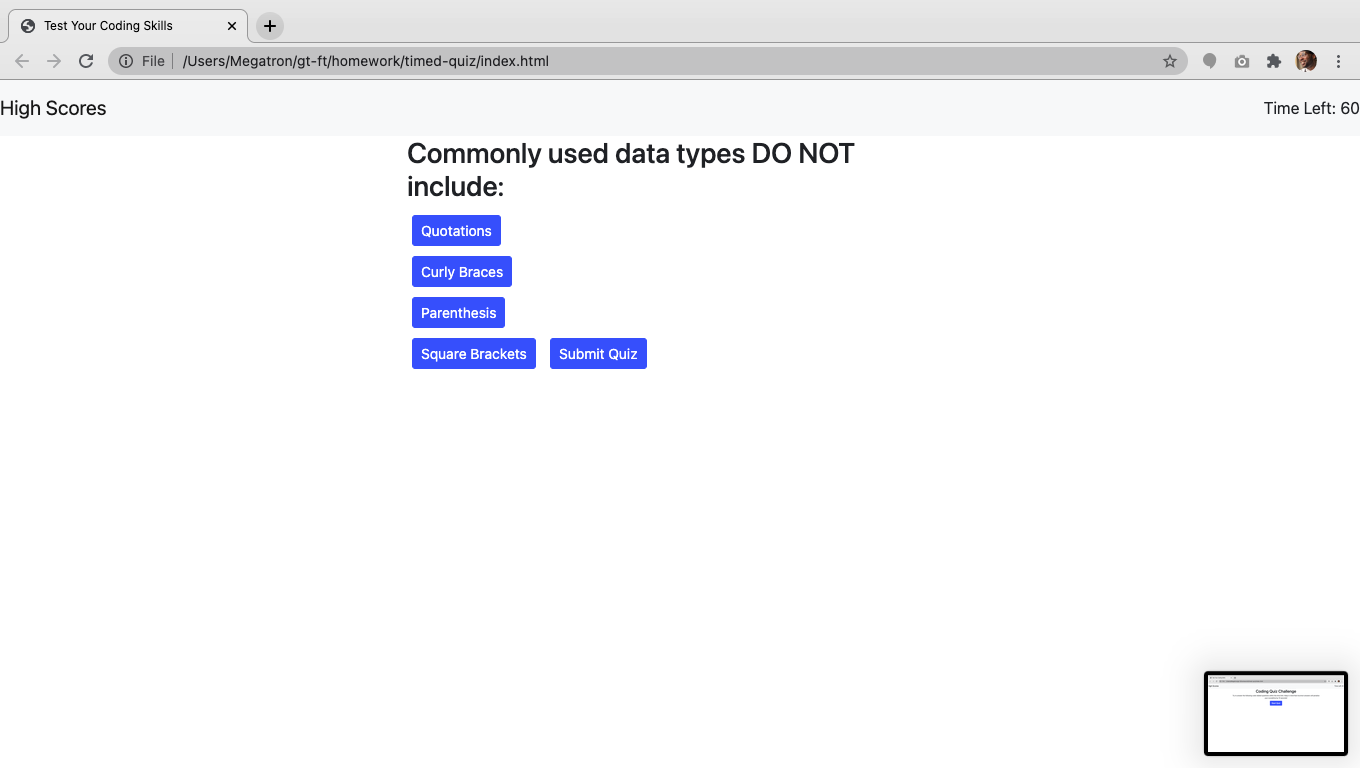 Test Your Coding Skills
File /Users/Megatron/gt-ft/homework/timed-quiz/index.html
High Scores
Time Left: 60
Commonly used data types DO NOT
include:
Quotations
Curly Braces
Parenthesis
Square Brackets
Submit Quiz
Coding Quiz Challenge